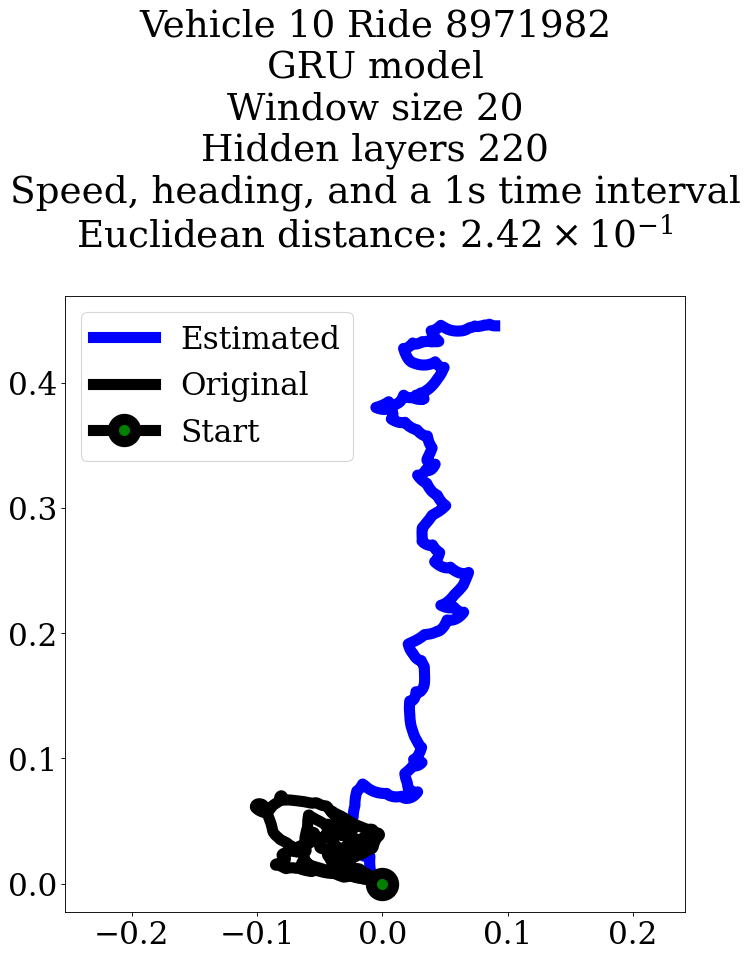 Vehicle 10 Ride 8971982
GRU model
Window size 20
Hidden layers 220
Speed, heading, and a 1s time interval
Euclidean distance: 2.42 × 10⁻¹
Estimated
Original
Start
0.4
0.3
0.2
0.1
0.0
−0.2
−0.1
0.0
0.1
0.2